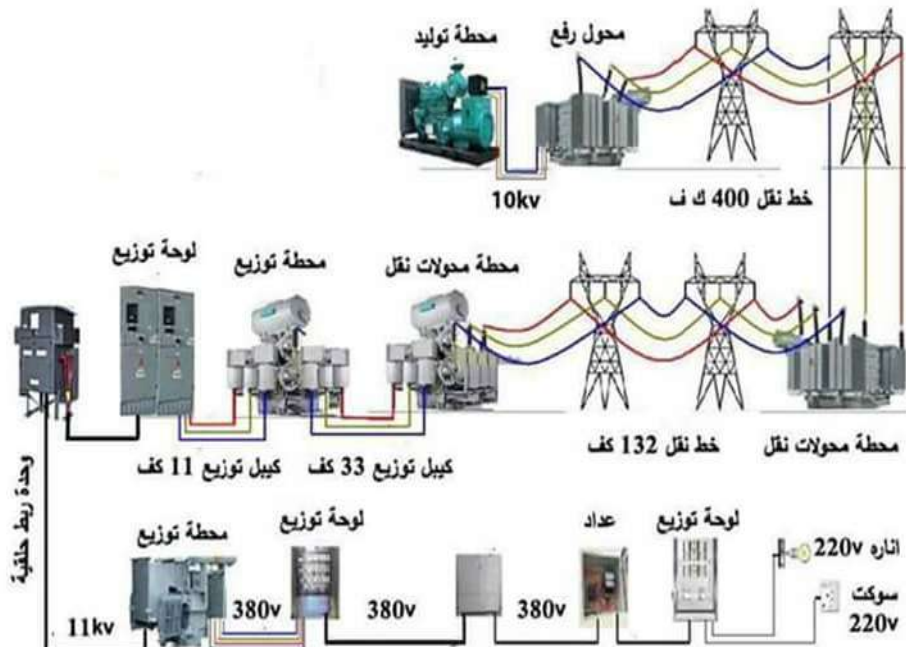 محطة توليد
محول رفع
10kv
خط نقل 400 ك ف
لوحة توزيع
محطة توزيع
محطة محولات نقل
كيبل توزيع 11 كف
كيبل توزيع 33 كف
خط نقل 132 كف
محطة محولات نقل
وحدة ربط حلقية
محطة توزيع
لوحة توزيع
عداد
لوحة توزيع
اناره 220v
سوكت
220v
11kv
380v
380v
380v